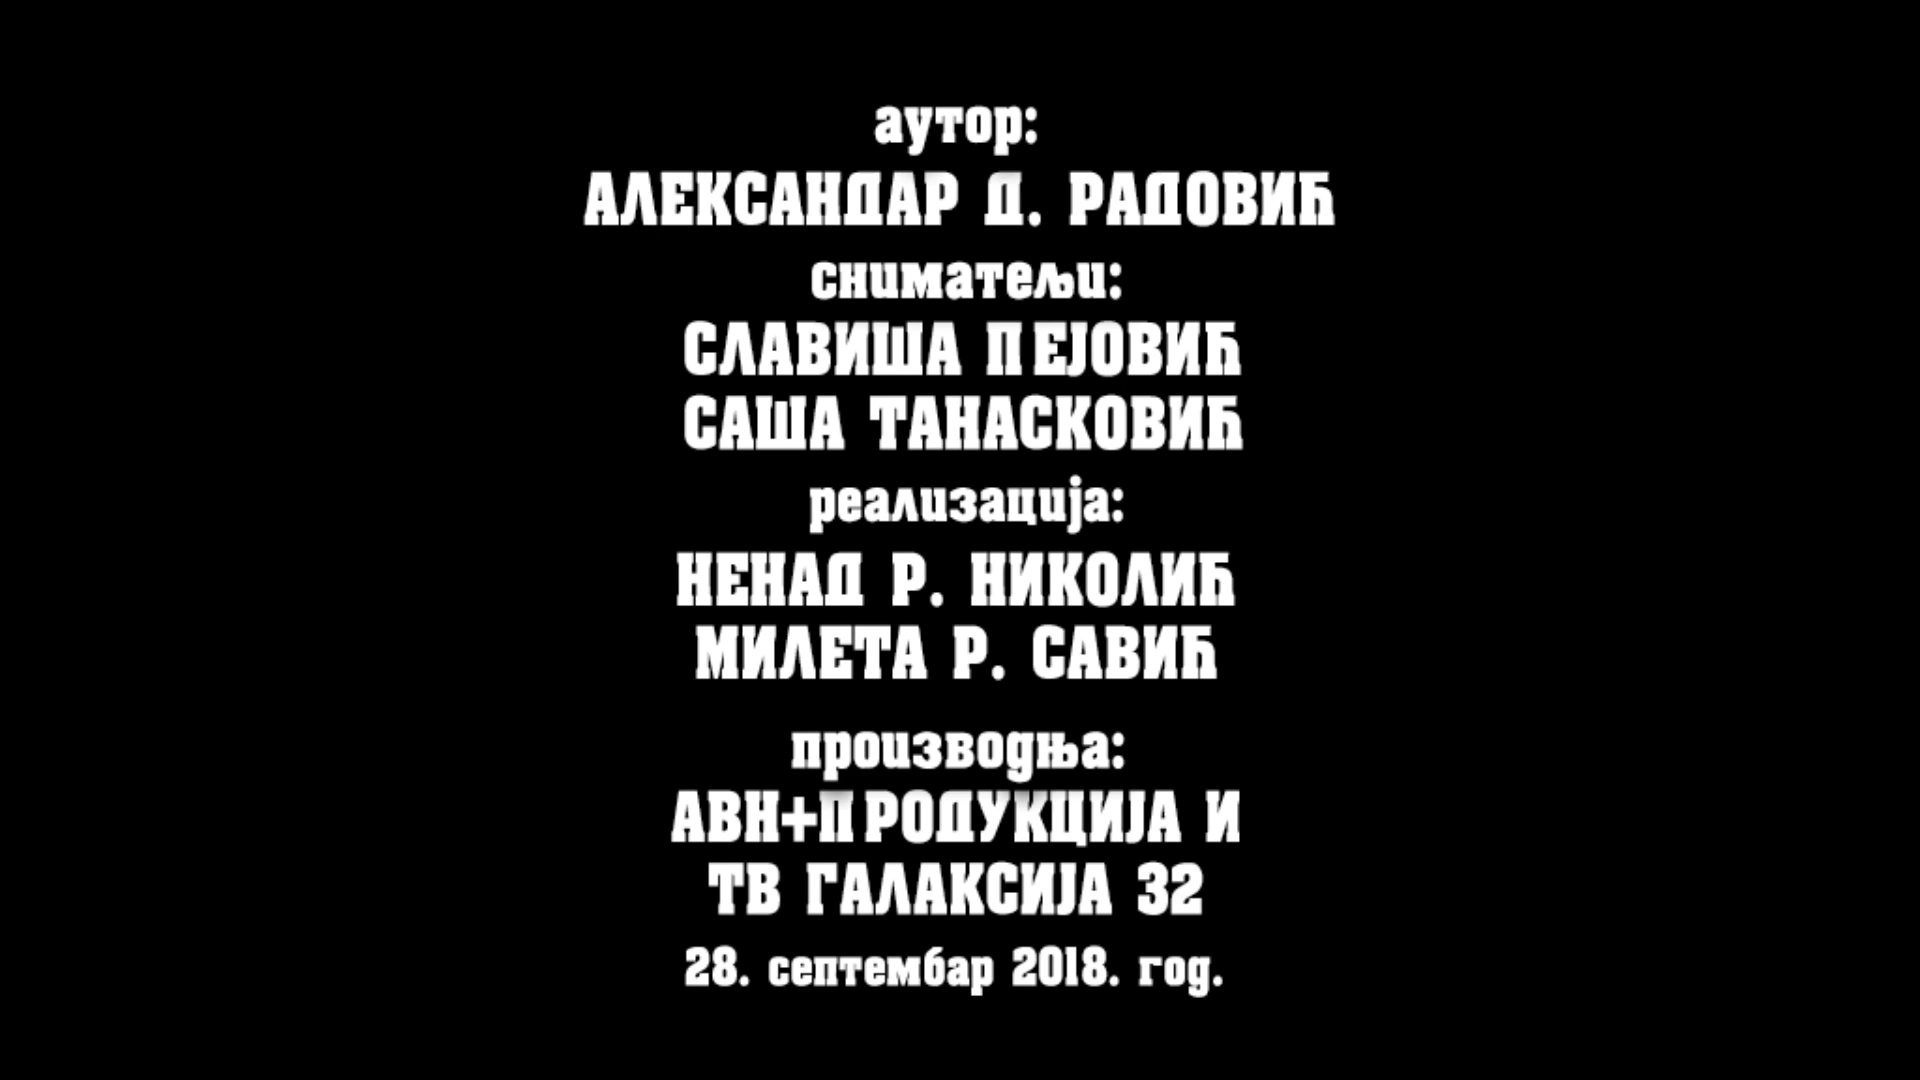 аутор:
АЛЕКСАНДАР Д. РАДОВИЋ
сниматељи:
СЛАВИША ПЕЈОВИЋ
САША ТАНАСКОВИЋ
реализација:
НЕНАД Р. НИКОЛИЋ
МИЛЕТА Р. САВИЋ
производња:
АВН+ПРОДУКЦИЈА И
ТВ ГАЛАКСИЈА 32
28. септембар 2018. год.